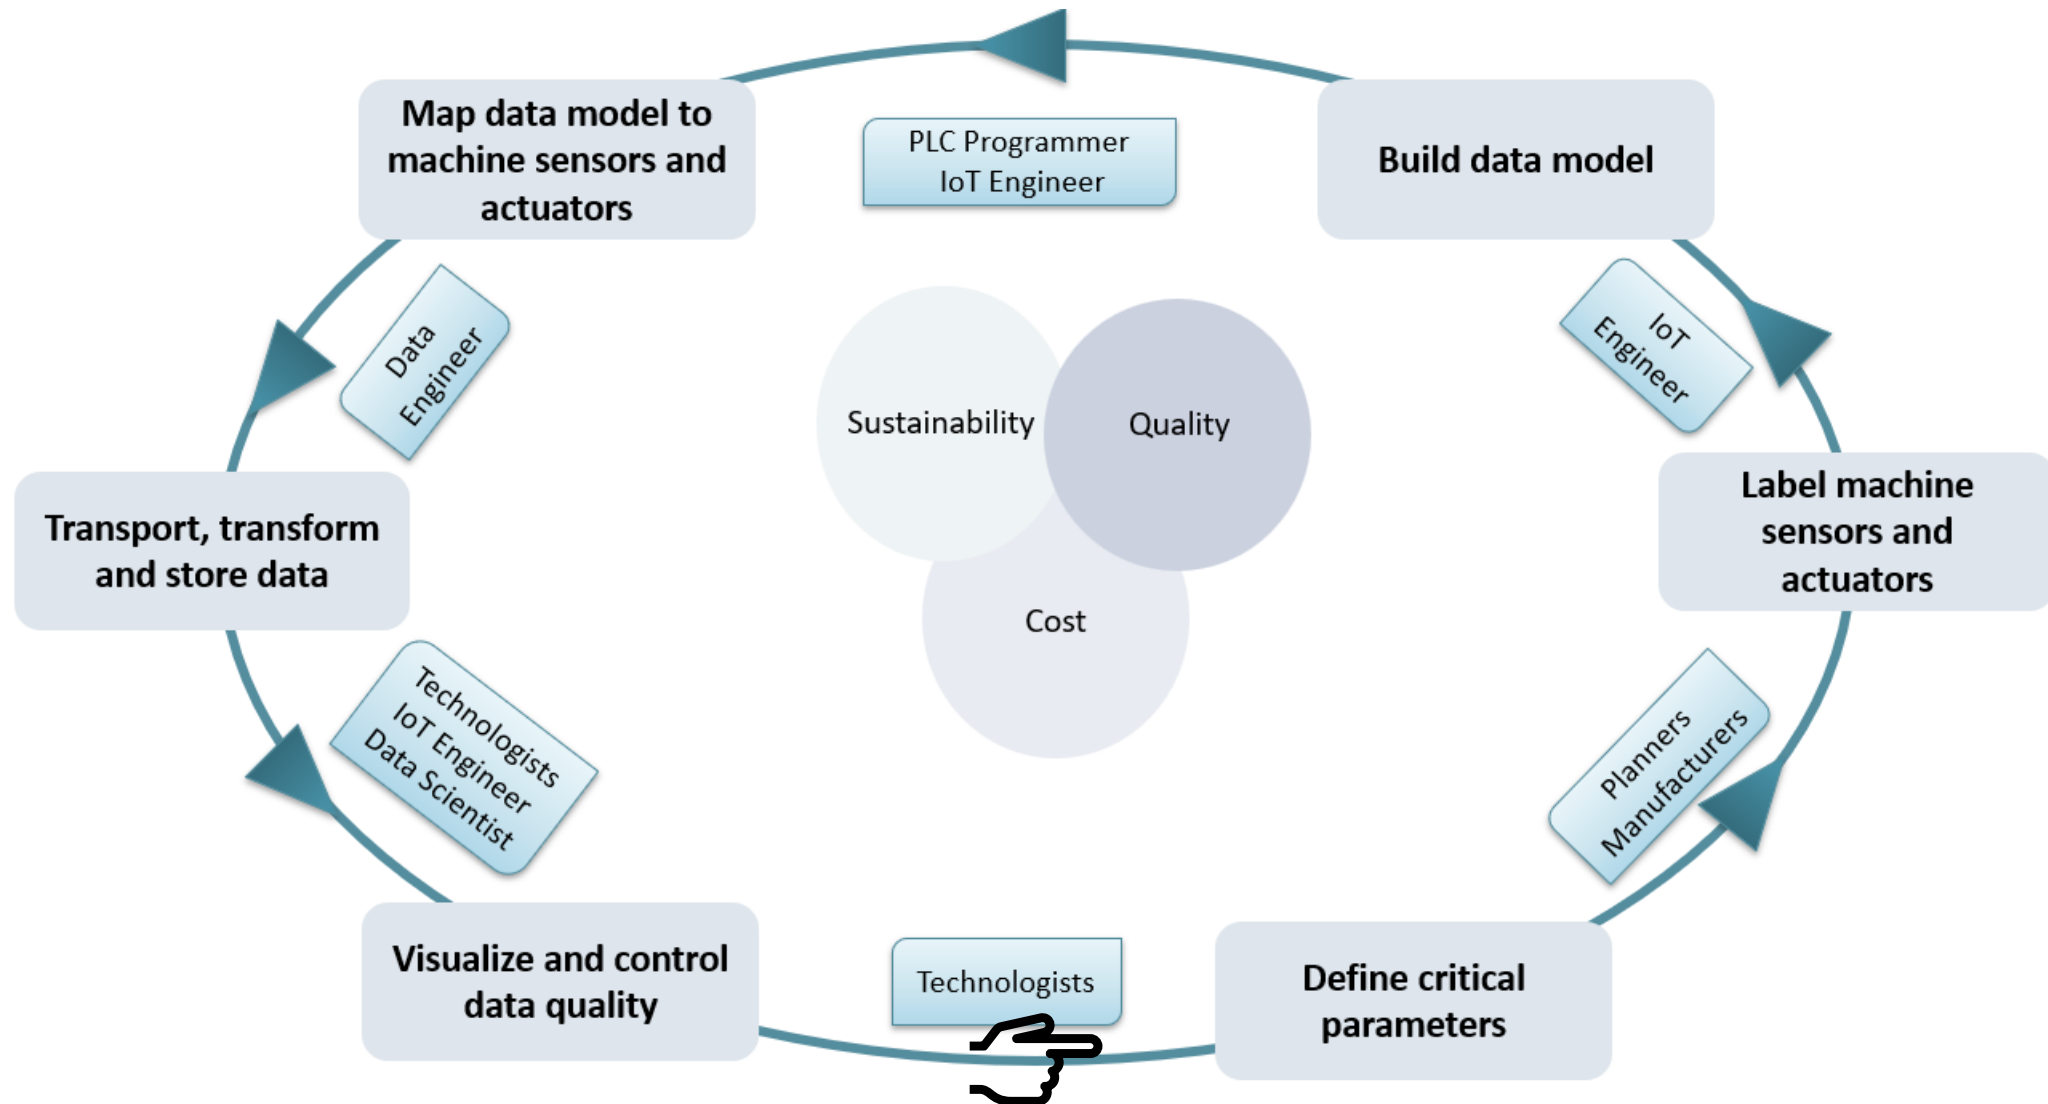 Map data model to
machine sensors and
actuators
PLC Programmer
IoT Engineer
Build data model
Data
Engineer
IoT
Engineer
Sustainability
Quality
Cost
Transport, transform
and store data
Label machine
sensors and
actuators
Technologists
IoT Engineer
Data Scientist
Planners
Manufacturers
Visualize and control
data quality
Technologists
Define critical
parameters